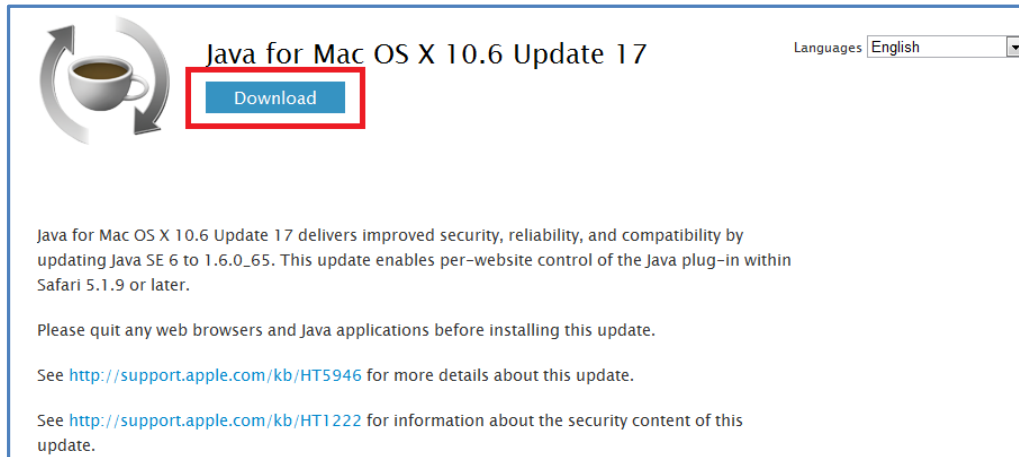 Java for Mac OS X 10.6 Update 17
Languages English
Download
Java for Mac OS X 10.6 Update 17 delivers improved security, reliability, and compatibility by
updating Java SE 6 to 1.6.0_65. This update enables per-website control of the Java plug-in within
Safari 5.1.9 or later.
Please quit any web browsers and Java applications before installing this update.
See http://support.apple.com/kb/HT5946 for more details about this update.
See http://support.apple.com/kb/HT1222 for information about the security content of this
update.